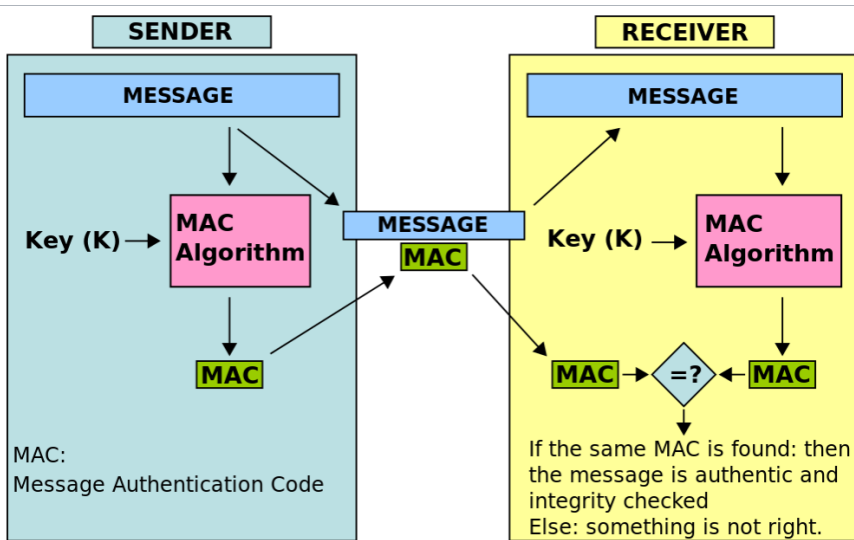 SENDER
MESSAGE
Key (K)
MAC
Algorithm
MAC
MAC:
Message Authentication Code
MESSAGE
MAC
RECEIVER
MESSAGE
Key (K)
MAC
Algorithm
MAC
=?
MAC
If the same MAC is found: then
the message is authentic and
integrity checked
Else: something is not right.